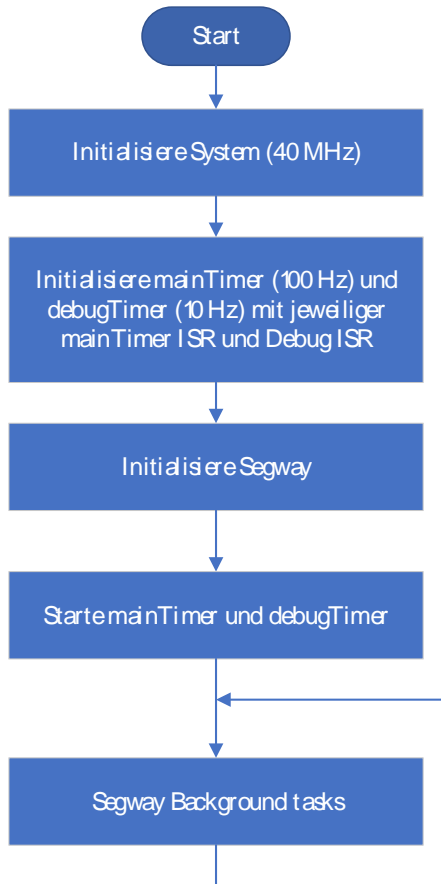 Start
Initialisiere System (40 MHz)
Initialisiere mainTimer (100 Hz) und
debugTimer (10 Hz) mit jeweiliger
mainTimer ISR und Debug ISR
Initialisiere Segway
Starte mainTimer und debugTimer
Segway Background tasks